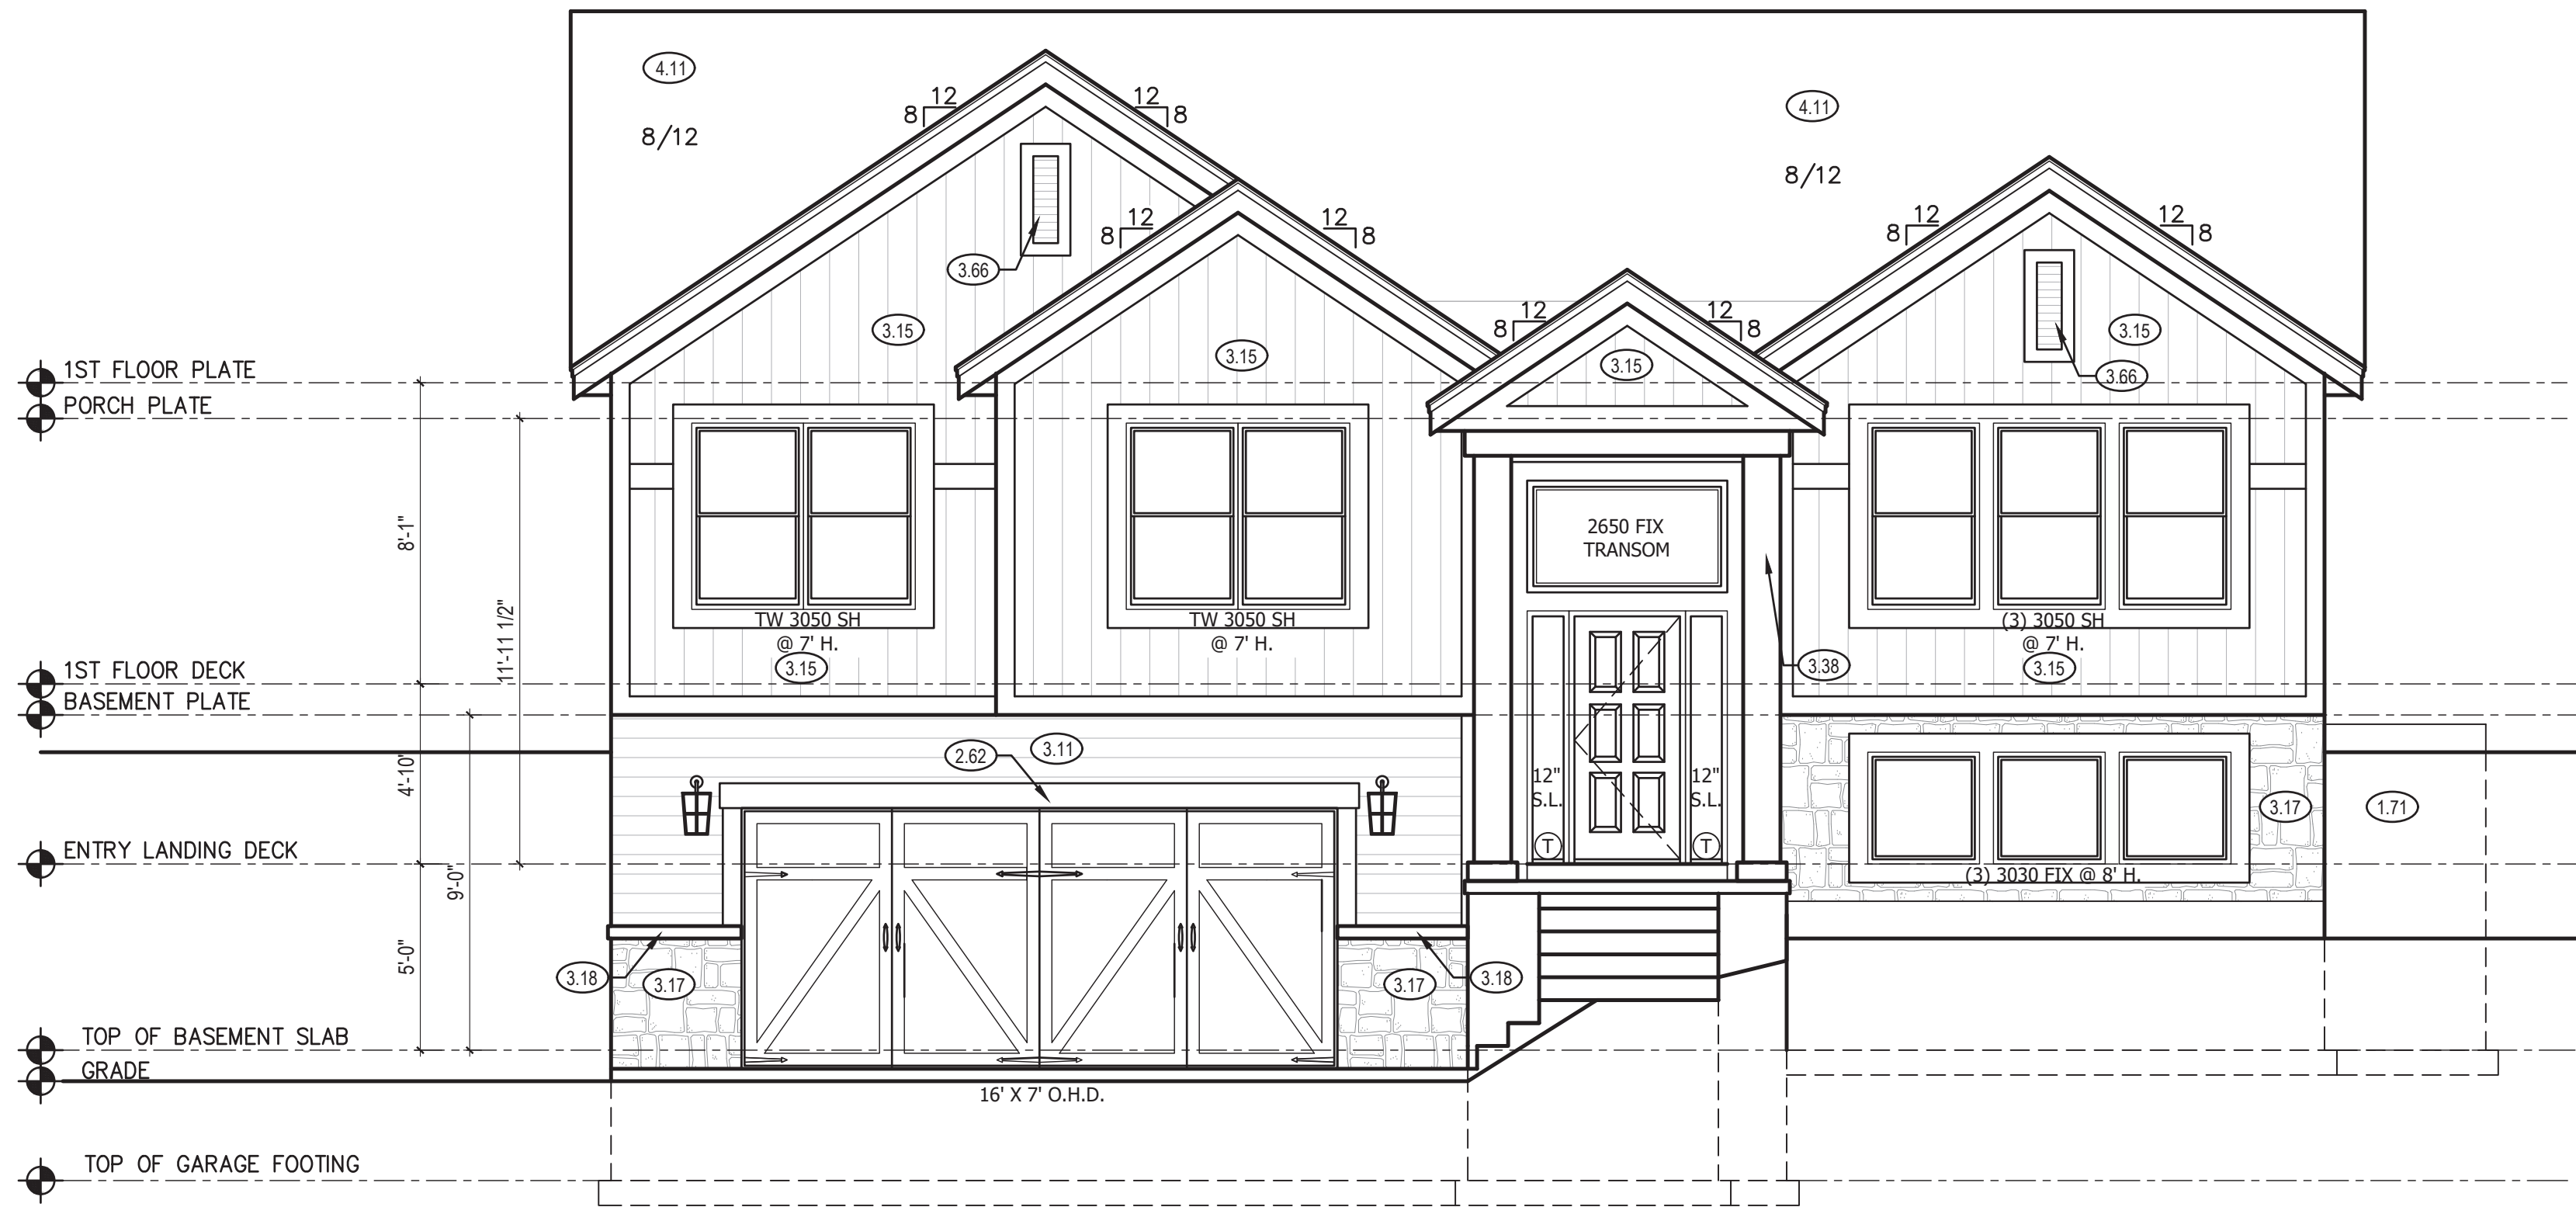 4.11
8/12
4.11
8/12
12
8
12
8
12
8
12
8
12
8
12
8
12
8
12
8
3.66
3.66
3.15
3.15
3.15
3.15
1ST FLOOR PLATE
PORCH PLATE
8'-1"
11'-11 1/2"
2650 FIX
TRANSOM
TW 3050 SH
@ 7' H.
3.15
TW 3050 SH
@ 7' H.
(3) 3050 SH
@ 7' H.
3.15
3.38
1ST FLOOR DECK
BASEMENT PLATE
2.62
3.11
4'-10"
9'-0"
12"
S.L.
T
12"
S.L.
T
3.17
1.71
ENTRY LANDING DECK
(3) 3030 FIX @ 8' H.
5'-0"
3.18
3.17
3.17
3.18
TOP OF BASEMENT SLAB
GRADE
16' X 7' O.H.D.
TOP OF GARAGE FOOTING